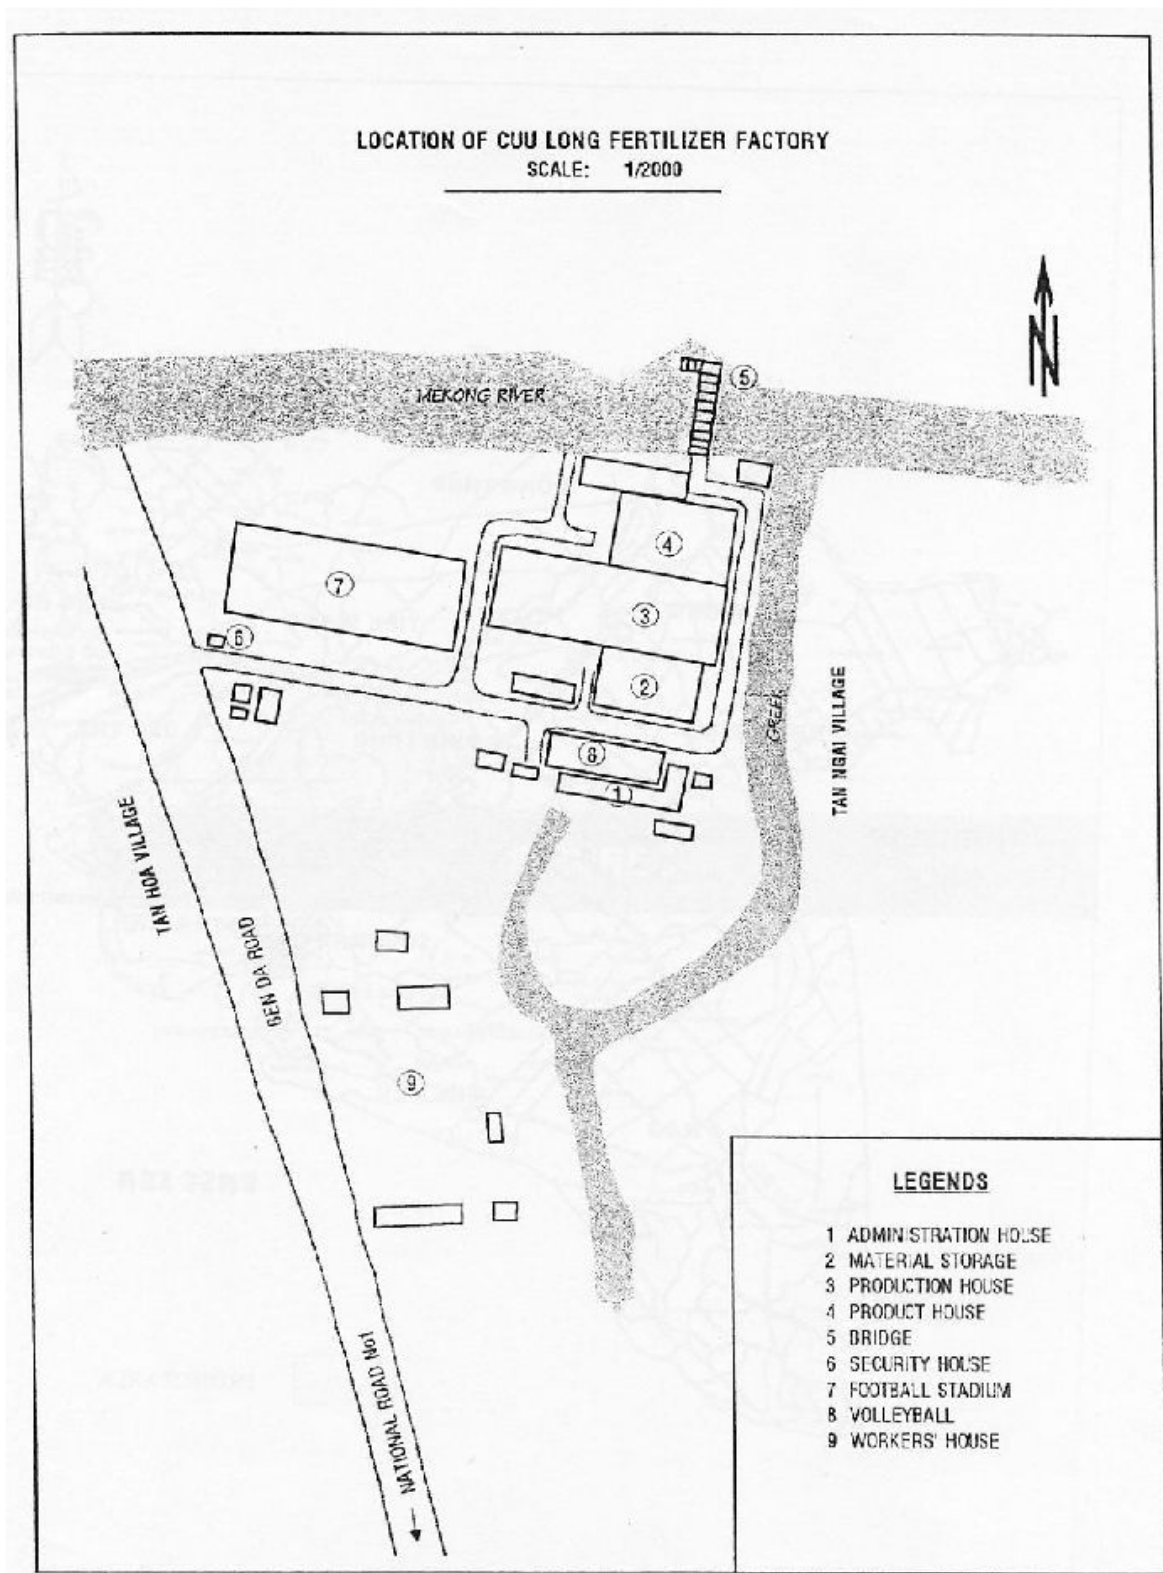 LOCATION OF CUU LONG FERTILIZER FACTORY
SCALE: 1/2000
N
MEKONG RIVER
5
4
7
3
6
2
8
1
CREEK
TAN NGAI VILLAGE
TAN HOA VILLAGE
BEN DA ROAD
9
NATIONAL ROAD No1
LEGENDS
1 ADMINISTRATION HOUSE
2 MATERIAL STORAGE
3 PRODUCTION HOUSE
4 PRODUCT HOUSE
5 BRIDGE
6 SECURITY HOUSE
7 FOOTBALL STADIUM
8 VOLLEYBALL
9 WORKERS' HOUSE